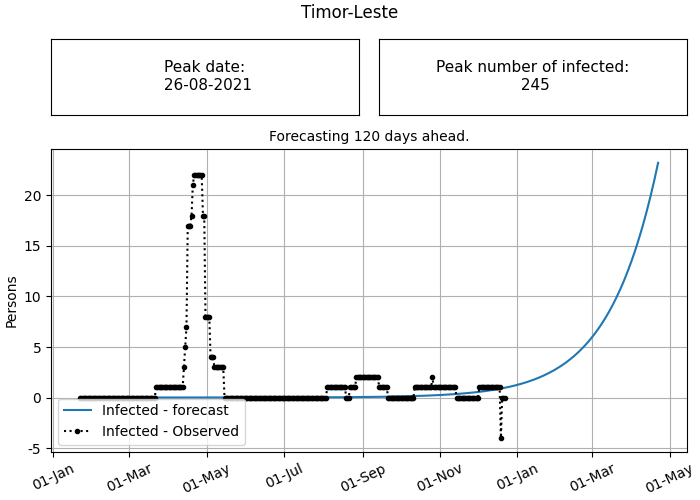 Timor-Leste
Peak date:
26-08-2021
Peak number of infected:
245
Forecasting 120 days ahead.
20
15
10
5
0
-5
Persons
Infected - forecast
Infected - Observed
01-Jan
01-Mar
01-May
01-Jul
01-Sep
01-Nov
01-Jan
01-Mar
01-May